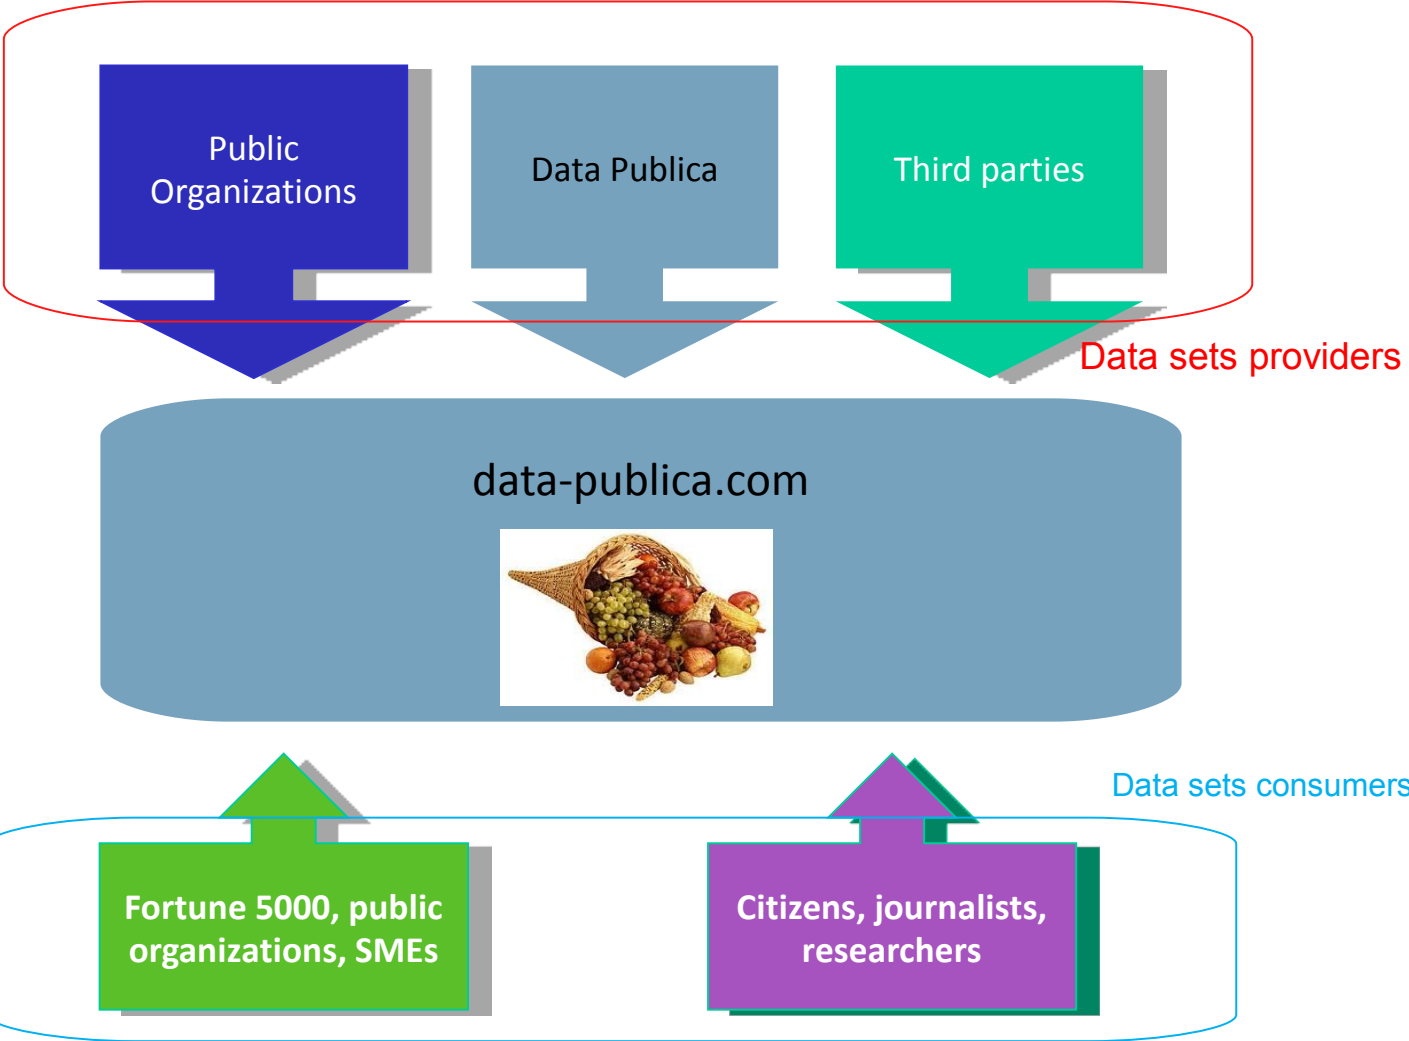 Public
Organizations
Data Publica
Third parties
Data sets providers
data-publica.com
Data sets consumers
Fortune 5000, public
organizations, SMEs
Citizens, journalists,
researchers